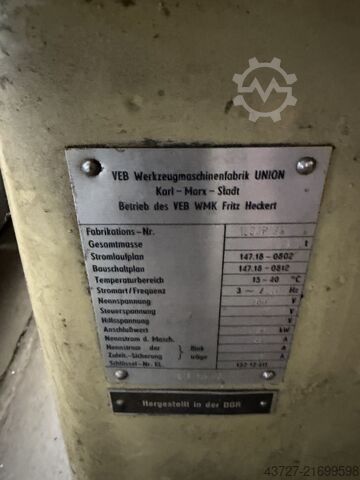 VEB Werkzeugmaschinenfabrik UNION
Karl-Marx-Stadt
Betrieb des VEB WMK Fritz Heckert
Fabrikations-Nr.
Gesamtmasse t
Stromlaufplan 147.18-0802
Bauschaltplan 147.18-0812
Temperaturbereich 15-40 °C
Stromart/Frequenz 3 ~ / Hz
Nennspannung V
Steuerspannung V
Hilfsspannung V
Anschlußwert kW
Nennstrom d. Masch. A
Nennstrom der A
Zuleit.-Sicherung träge A
Schlüssel-Nr. EL
Hergestellt in der DDR
43727-21699598